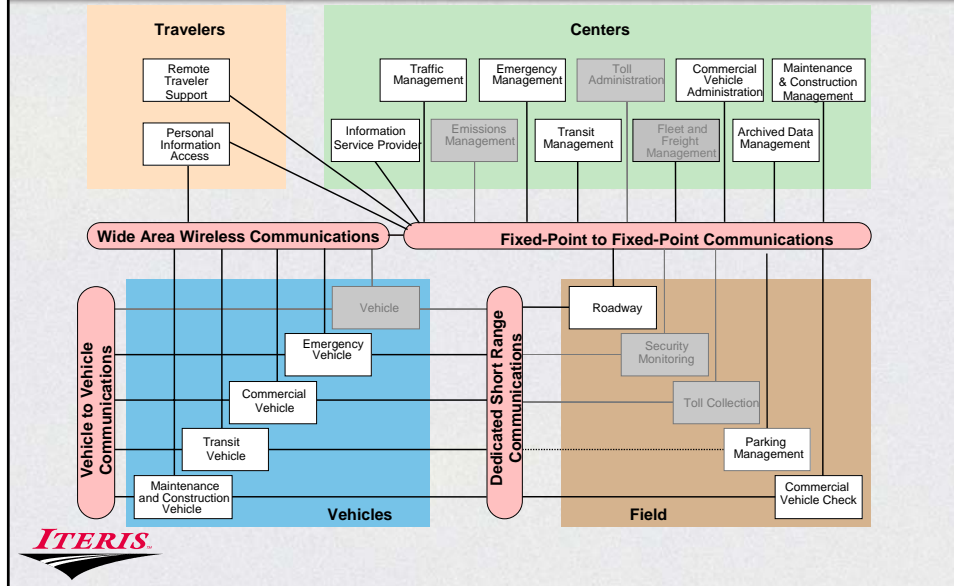 Travelers
Centers
Remote
Traveler
Support
Traffic
Management
Emergency
Management
Toll
Administration
Commercial
Vehicle
Administration
Maintenance
& Construction
Management
Personal
Information
Access
Information
Service Provider
Emissions
Management
Transit
Management
Fleet and
Freight
Management
Archived Data
Management
Wide Area Wireless Communications
Fixed-Point to Fixed-Point Communications
Vehicle to Vehicle
Communications
Vehicle
Emergency
Vehicle
Commercial
Vehicle
Transit
Vehicle
Maintenance
and Construction
Vehicle
Vehicles
Dedicated Short Range
Communications
Roadway
Security
Monitoring
Toll Collection
Parking
Management
Commercial
Vehicle Check
Field
ITERIS